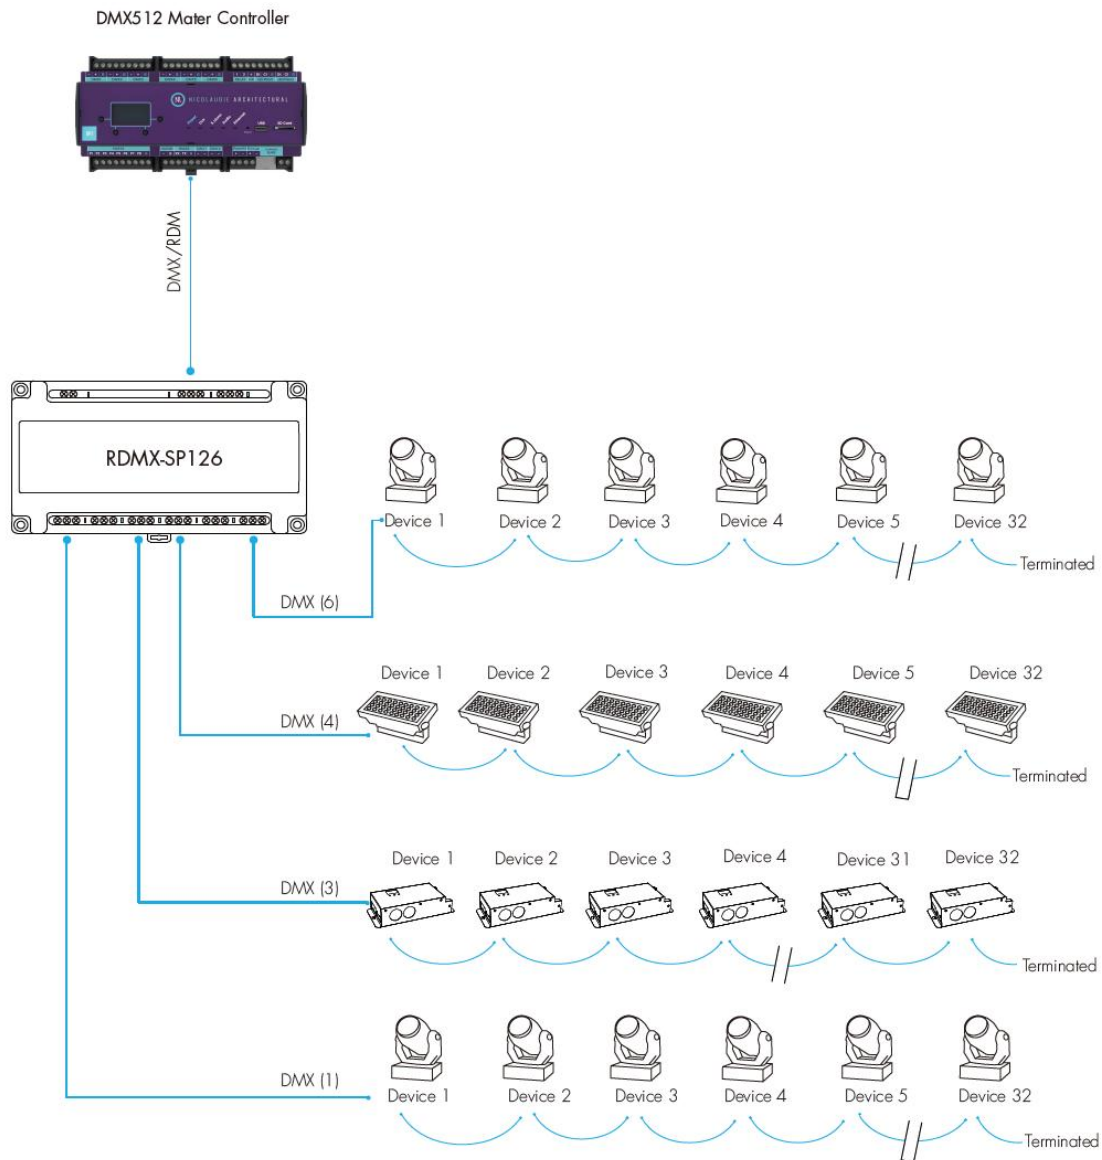 DMX512 Mater Controller
NICOLAUDIE ARCHITECTURAL
USB
DMX/RDM
RDMX-SP126
Device 1 Device 2 Device 3 Device 4 Device 5 Device 32
Terminated
DMX (6)
Device 1 Device 2 Device 3 Device 4 Device 5 Device 32
DMX (4)
Terminated
Device 1 Device 2 Device 3 Device 4 Device 31 Device 32
DMX (3)
Terminated
DMX (1)
Device 1 Device 2 Device 3 Device 4 Device 5 Device 32
Terminated